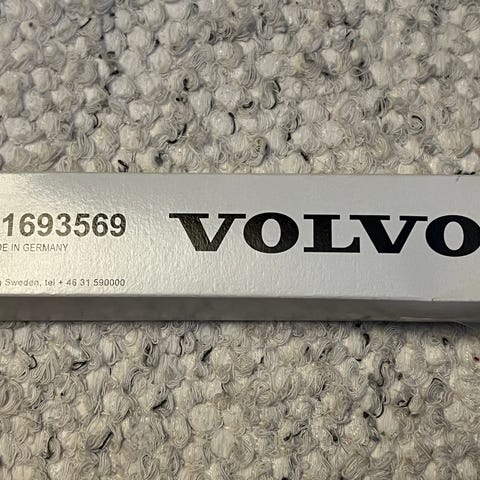 1693569
VOLVO
DE IN GERMANY
Sweden, tel + 46 31 590000